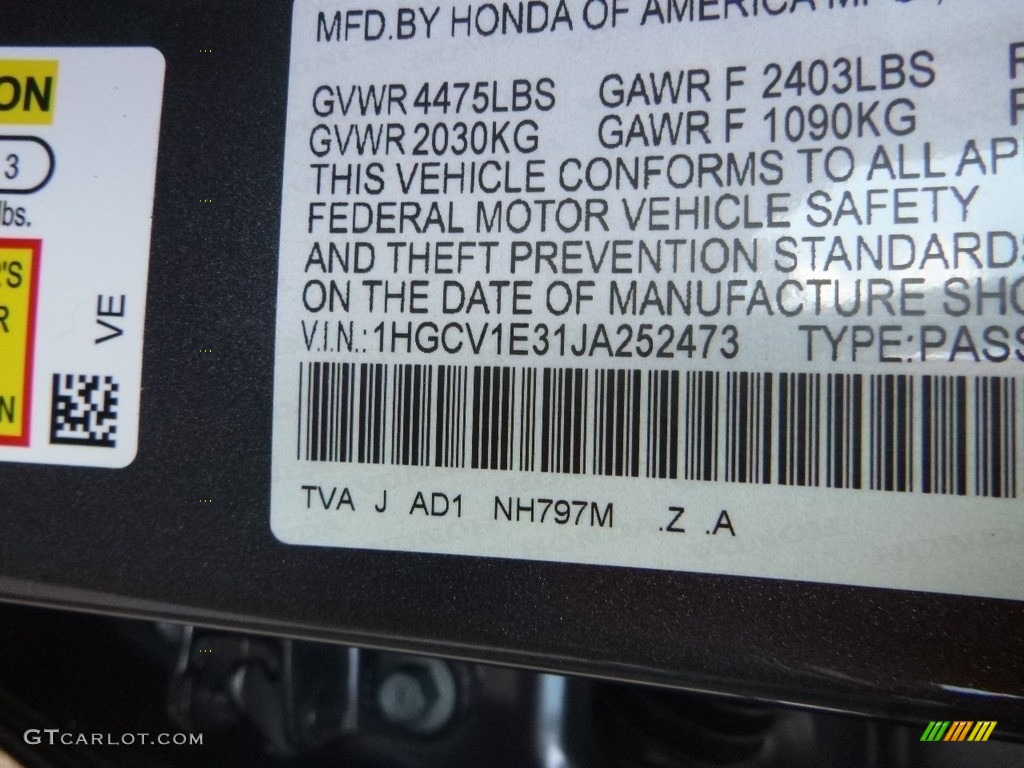 MFD.BY HONDA OF AMERICA
GVWR 4475LBS GAWR F 2403LBS
GVWR 2030KG GAWR F 1090KG
THIS VEHICLE CONFORMS TO ALL
FEDERAL MOTOR VEHICLE SAFETY
AND THEFT PREVENTION STANDARDS
ON THE DATE OF MANUFACTURE
V.I.N.: 1HGCV1E31JA252473 TYPE:PASS
TVA J AD1 NH797M .Z .A
3
lbs.
VE
GTCARLOT.COM